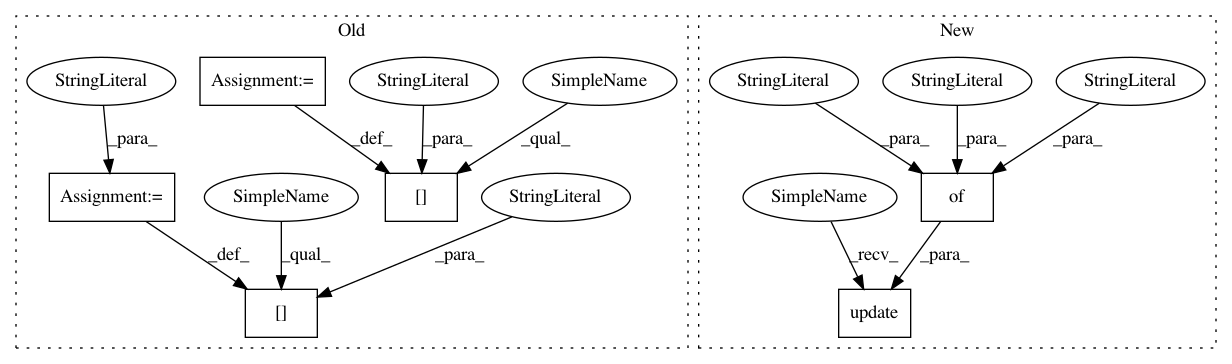 Old
New
StringLiteral
Assignment:=
StringLiteral
SimpleName
StringLiteral
StringLiteral
StringLiteral
_para_
_def_
_para_
_qual_
_para_
_para_
_para_
Assignment:=
SimpleName
[]
StringLiteral
SimpleName
of
_def_
_qual_
_para_
_recv_
_para_
[]
update